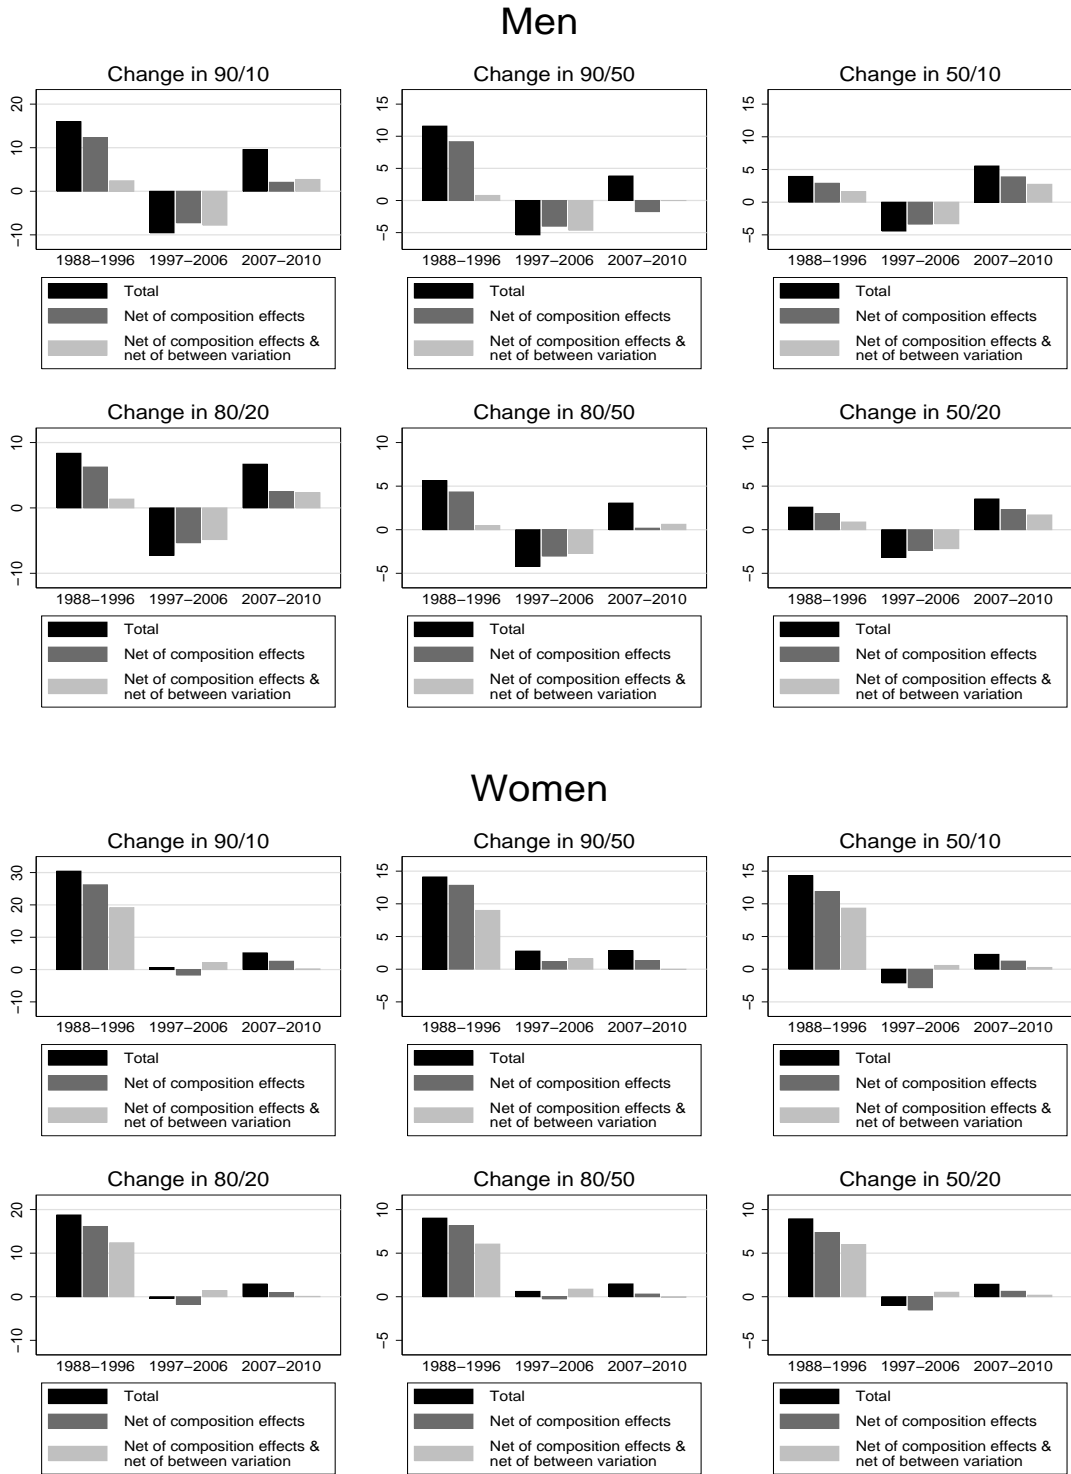 Men
Change in 90/10
20
10
0
−10
1988−1996 1997−2006 2007−2010
Total
Net of composition effects
Net of composition effects &
net of between variation
Change in 90/50
15
10
5
0
−5
1988−1996 1997−2006 2007−2010
Total
Net of composition effects
Net of composition effects &
net of between variation
Change in 50/10
15
10
5
0
−5
1988−1996 1997−2006 2007−2010
Total
Net of composition effects
Net of composition effects &
net of between variation
Change in 80/20
10
0
−10
1988−1996 1997−2006 2007−2010
Total
Net of composition effects
Net of composition effects &
net of between variation
Change in 80/50
10
5
0
−5
1988−1996 1997−2006 2007−2010
Total
Net of composition effects
Net of composition effects &
net of between variation
Change in 50/20
10
5
0
−5
1988−1996 1997−2006 2007−2010
Total
Net of composition effects
Net of composition effects &
net of between variation
Women
Change in 90/10
30
20
10
0
−10
1988−1996 1997−2006 2007−2010
Total
Net of composition effects
Net of composition effects &
net of between variation
Change in 90/50
15
10
5
0
−5
1988−1996 1997−2006 2007−2010
Total
Net of composition effects
Net of composition effects &
net of between variation
Change in 50/10
15
10
5
0
−5
1988−1996 1997−2006 2007−2010
Total
Net of composition effects
Net of composition effects &
net of between variation
Change in 80/20
20
10
0
−10
1988−1996 1997−2006 2007−2010
Total
Net of composition effects
Net of composition effects &
net of between variation
Change in 80/50
10
5
0
−5
1988−1996 1997−2006 2007−2010
Total
Net of composition effects
Net of composition effects &
net of between variation
Change in 50/20
10
5
0
−5
1988−1996 1997−2006 2007−2010
Total
Net of composition effects
Net of composition effects &
net of between variation